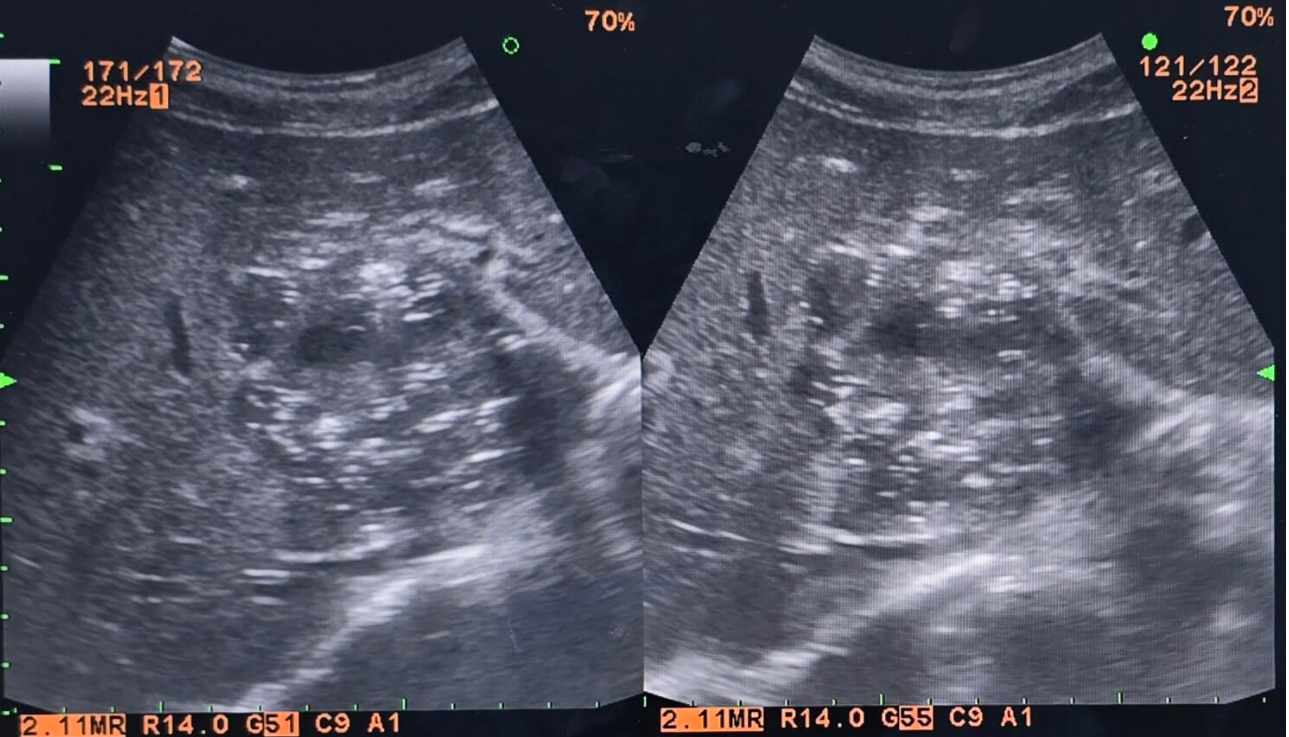 70%
171/172
22Hz1
2.11MR R14.0 G51 C9 A1
70%
121/122
22Hz2
2.11MR R14.0 G55 C9 A1